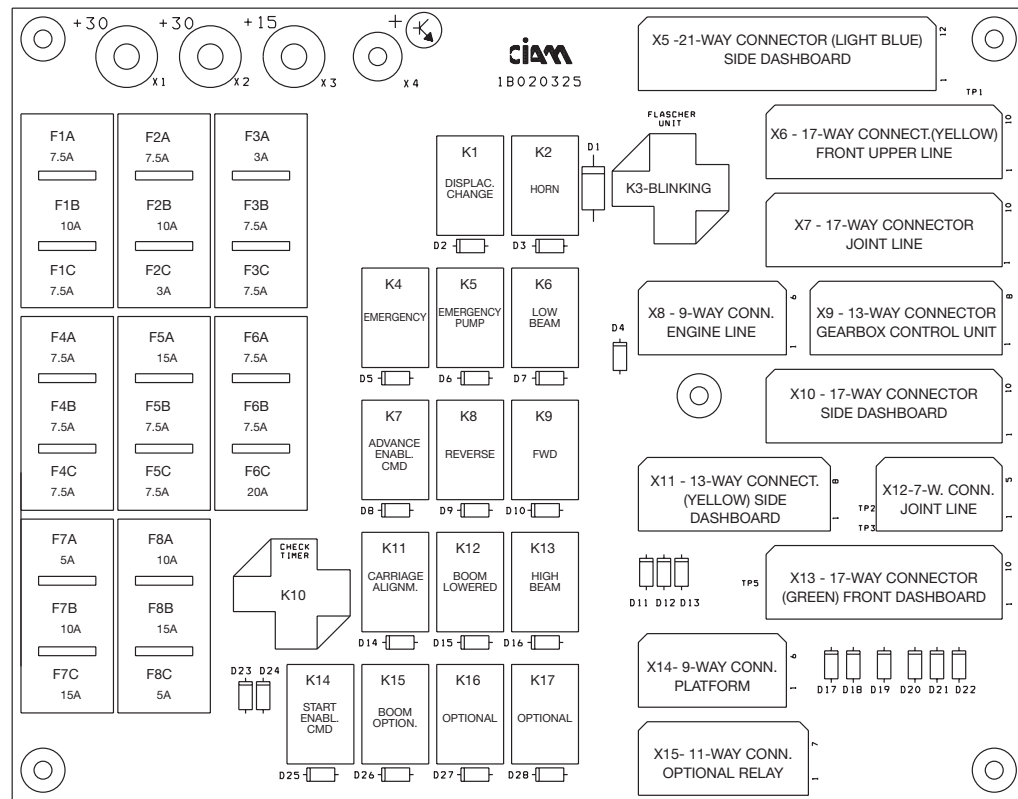 +30
+30
+15
+
X1
X2
X3
X4
ciam
1B020325
X5 -21-WAY CONNECTOR (LIGHT BLUE)
SIDE DASHBOARD
12
1
TP1
F1A
7.5A
F1B
10A
F1C
7.5A
F2A
7.5A
F2B
10A
F2C
3A
F3A
3A
F3B
7.5A
F3C
7.5A
K1
DISPLAC.
CHANGE
D2
K2
HORN
D3
D1
FLASCHER
UNIT
K3-BLINKING
X6 - 17-WAY CONNECT.(YELLOW)
FRONT UPPER LINE
10
1
X7 - 17-WAY CONNECTOR
JOINT LINE
10
1
K4
EMERGENCY
D5
K5
EMERGENCY
PUMP
D6
K6
LOW
BEAM
D7
D4
X8 - 9-WAY CONN.
ENGINE LINE
6
1
X9 - 13-WAY CONNECTOR
GEARBOX CONTROL UNIT
8
1
F4A
7.5A
F4B
7.5A
F4C
7.5A
F5A
15A
F5B
7.5A
F5C
7.5A
F6A
7.5A
F6B
7.5A
F6C
20A
X10 - 17-WAY CONNECTOR
SIDE DASHBOARD
10
1
K7
ADVANCE
ENABL.
CMD
D8
K8
REVERSE
D9
K9
FWD
D10
X11 - 13-WAY CONNECT.
(YELLOW) SIDE
DASHBOARD
8
1
TP2
TP3
X12-7-W. CONN.
JOINT LINE
5
1
F7A
5A
F7B
10A
F7C
15A
F8A
10A
F8B
15A
F8C
5A
CHECK
TIMER
K10
D23
D24
K11
CARRIAGE
ALIGNM.
D14
K12
BOOM
LOWERED
D15
K13
HIGH
BEAM
D16
D11
D12
D13
TP5
X13 - 17-WAY CONNECTOR
(GREEN) FRONT DASHBOARD
10
1
K14
START
ENABL.
CMD
D25
K15
BOOM
OPTION.
D26
K16
OPTIONAL
D27
K17
OPTIONAL
D28
X14- 9-WAY CONN.
PLATFORM
6
1
D17
D18
D19
D20
D21
D22
X15- 11-WAY CONN.
OPTIONAL RELAY
7
1